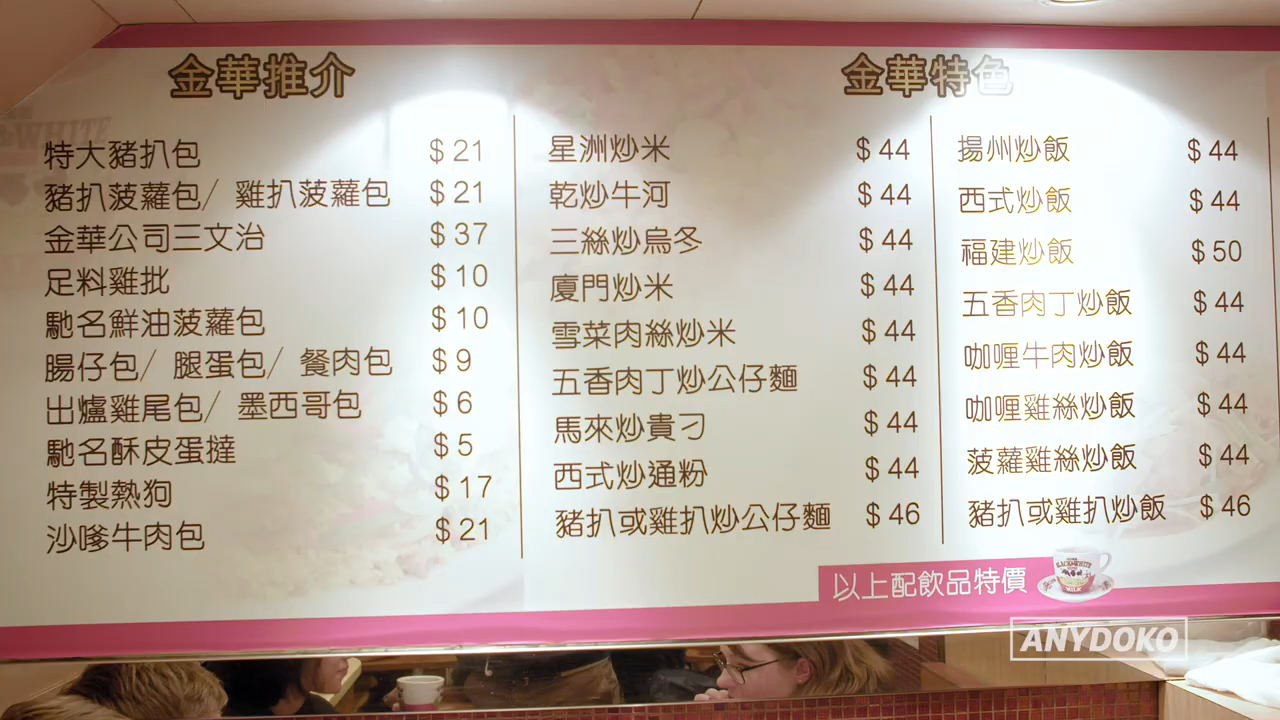 金華推介
特大豬扒包 $21
豬扒菠蘿包/ 雞扒菠蘿包 $21
金華公司三文治 $37
足料雞批 $10
馳名鮮油菠蘿包 $10
腸仔包/ 腿蛋包/ 餐肉包 $9
出爐雞尾包/ 墨西哥包 $6
馳名酥皮蛋撻 $5
特製熱狗 $17
沙嗲牛肉包 $21
金華特色
星洲炒米 $44
乾炒牛河 $44
三絲炒烏冬 $44
廈門炒米 $44
雪菜肉絲炒米 $44
五香肉丁炒公仔麵 $44
馬來炒貴刁 $44
西式炒通粉 $44
豬扒或雞扒炒公仔麵 $46
揚州炒飯 $44
西式炒飯 $44
福建炒飯 $50
五香肉丁炒飯 $44
咖喱牛肉炒飯 $44
咖喱雞絲炒飯 $44
菠蘿雞絲炒飯 $44
豬扒或雞扒炒飯 $46
以上配飲品特價
BLACK&WHITE
MILK
&WHITE
ANYDOKO